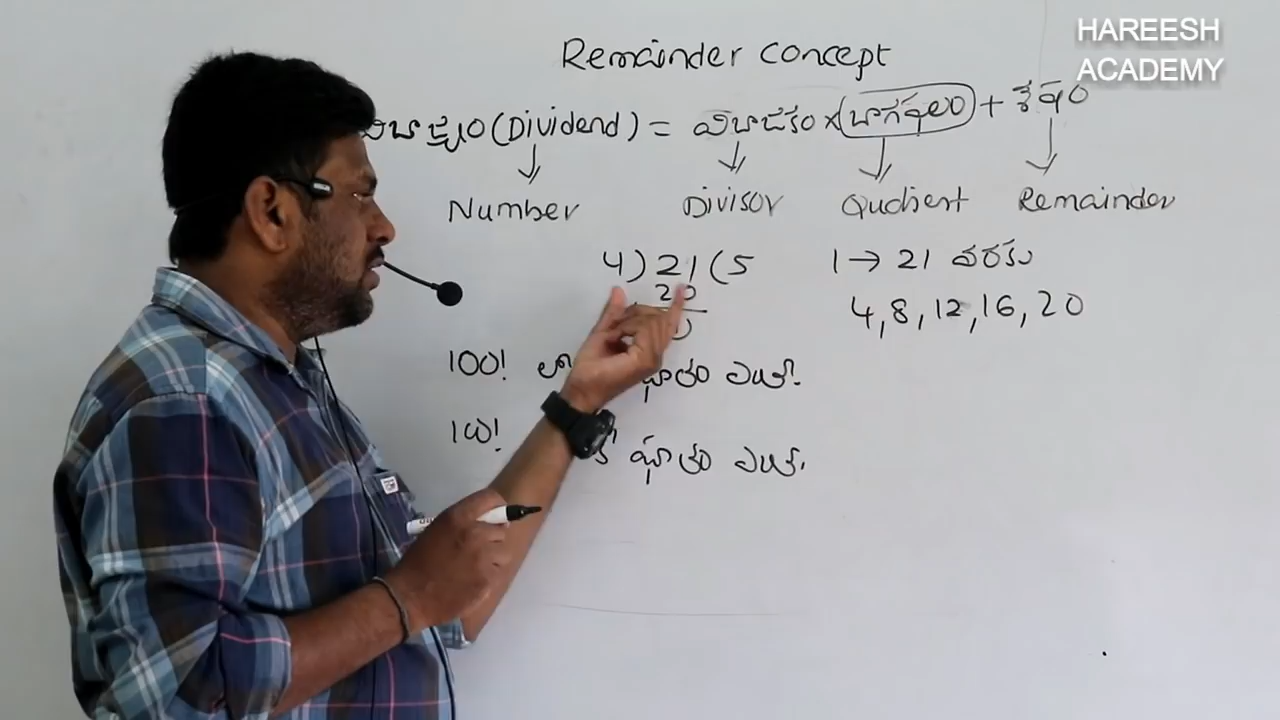 HAREESH
ACADEMY
Remainder Concept
విబాజ్యం (Dividend) = విబాజకం × బాగఫలం + శేషం
Number Divisor Quotient Remainder
4) 21 (5 1 → 21 వరకు
20 4, 8, 12, 16, 20
100! ఘాతం ఎంత.
10! ఘాతం ఎంత.